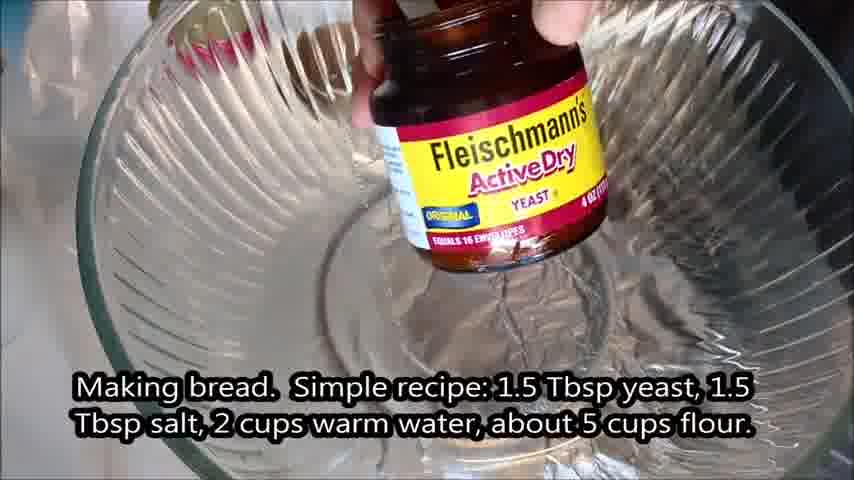 Fleischmann's
ActiveDry
YEAST
ORIGINAL
4 OZ
EQUALS 16 ENVELOPES
Making bread.  Simple recipe: 1.5 Tbsp yeast, 1.5
Tbsp salt, 2 cups warm water, about 5 cups flour.